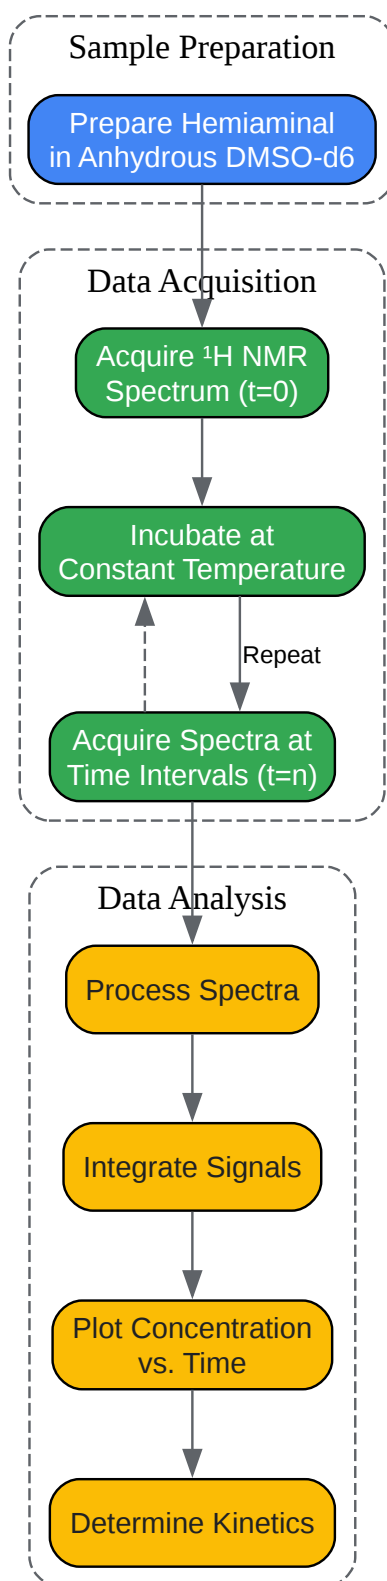 Sample Preparation
Prepare Hemiaminal
in Anhydrous DMSO-d6
Data Acquisition
Acquire ¹H NMR
Spectrum (t=0)
Incubate at
Constant Temperature
Repeat
Acquire Spectra at
Time Intervals (t=n)
Data Analysis
Process Spectra
Integrate Signals
Plot Concentration
vs. Time
Determine Kinetics